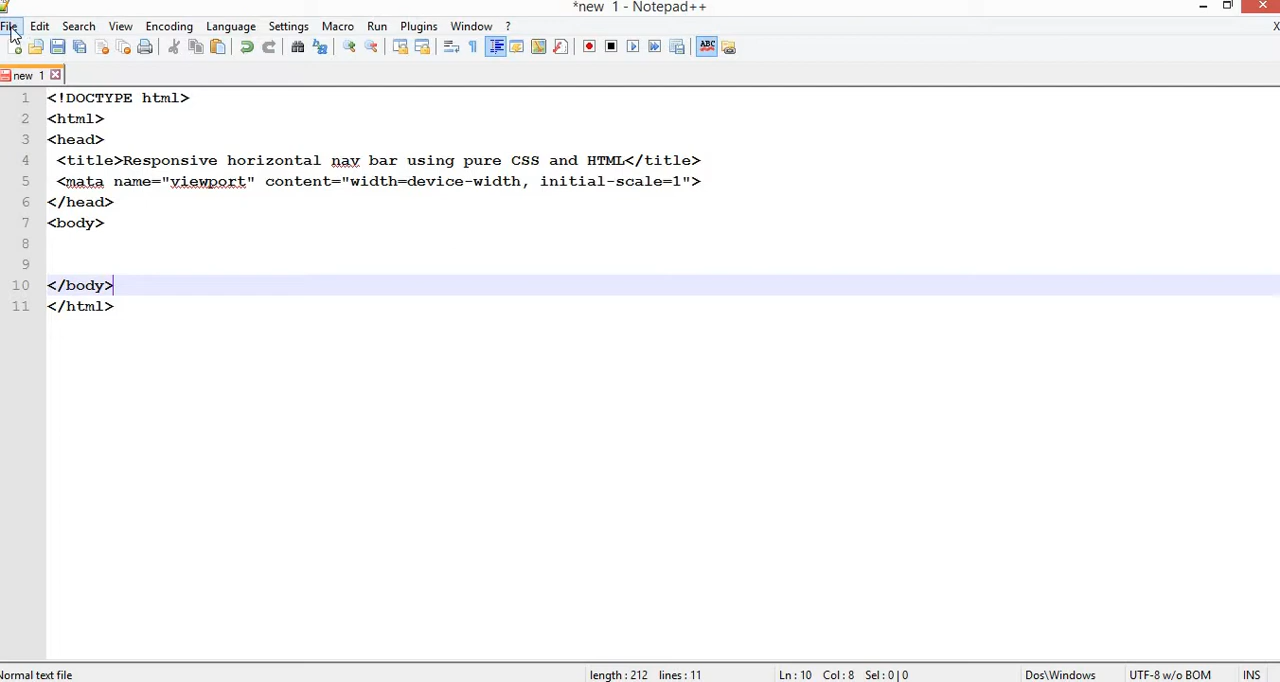 *new 1 - Notepad++
File Edit Search View Encoding Language Settings Macro Run Plugins Window ?
X
ABC
new 1
1 <!DOCTYPE html>
2 <html>
3 <head>
4 <title>Responsive horizontal nav bar using pure CSS and HTML</title>
5 <mata name="viewport" content="width=device-width, initial-scale=1">
6 </head>
7 <body>
8
9
10 </body>
11 </html>
Normal text file length : 212 lines : 11 Ln : 10 Col : 8 Sel : 0 | 0 Dos\Windows UTF-8 w/o BOM INS